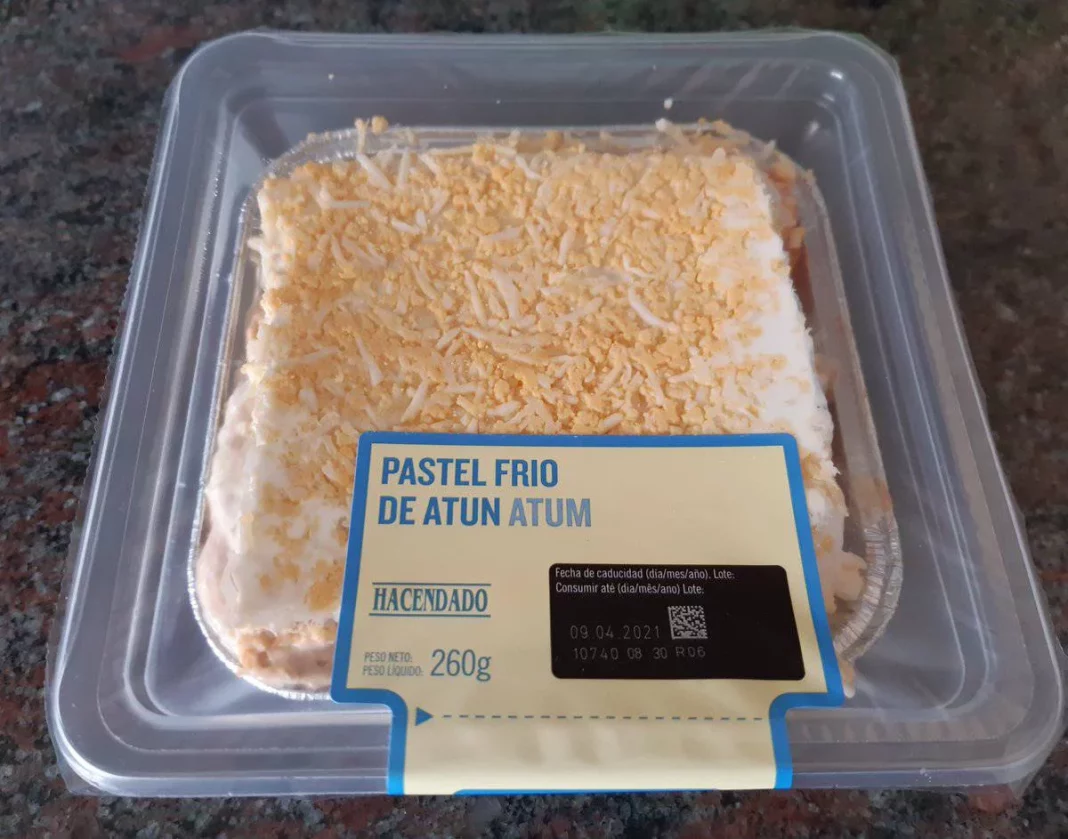 PASTEL FRIO
DE ATUN ATUM
HACENDADO
PESO NETO:
PESO LÍQUIDO: 260g
Fecha de caducidad (día/mes/año). Lote:
Consumir até (dia/mês/ano) Lote:
09.04.2021
10740 08 30 R06